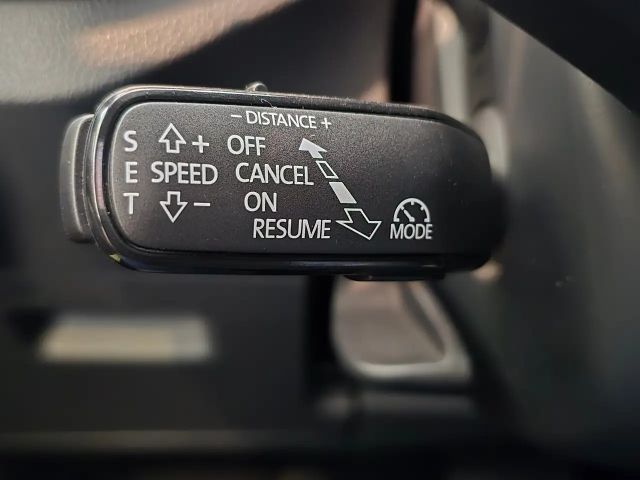 - DISTANCE +
S + OFF
E SPEED CANCEL
T - ON
RESUME MODE